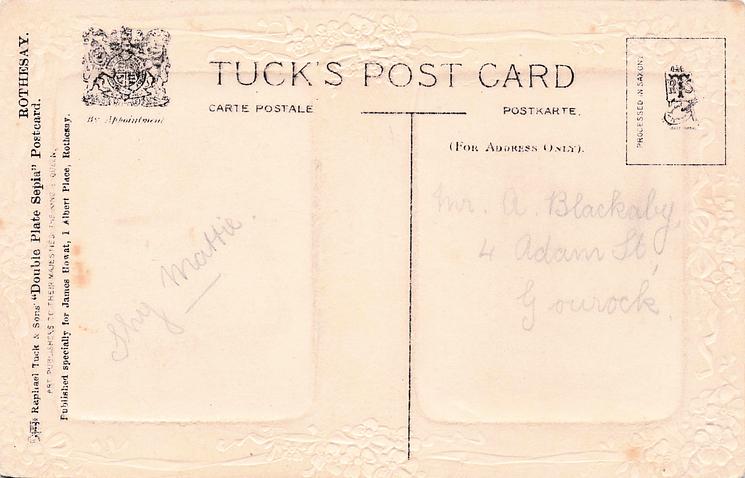 ROTHESAY.
Raphael Tuck & Sons' "Double Plate Sepia" Postcard.
ART PUBLISHERS TO THEIR MAJESTIES THE KING & QUEEN.
Published specially for James Howat, 1 Albert Place, Rothesay.
By Appointment
TUCK'S POST CARD
CARTE POSTALE
POSTKARTE.
(FOR ADDRESS ONLY).
PROCESSED IN SAXONY
Mattie.
Mr. A. Blackaby,
4 Adam St,
Gourock.